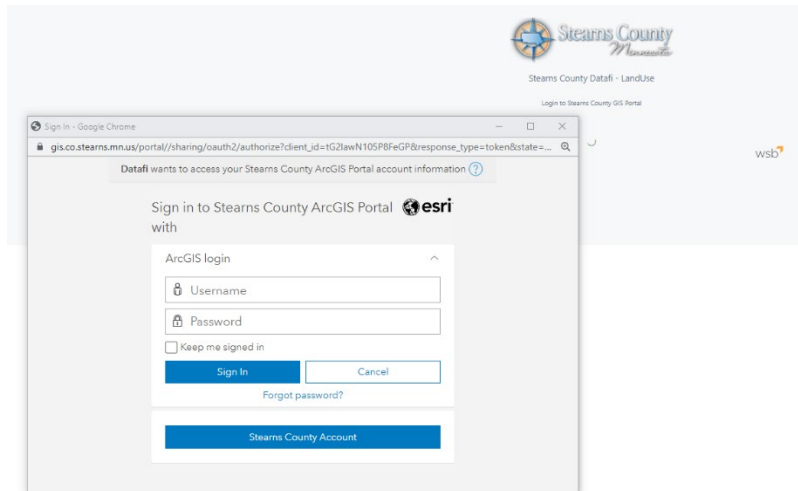 Stearns County
Minnesota
Stearns County Datafi - LandUse
Login to Stearns County GIS Portal
wsb
Sign In - Google Chrome
gis.co.stearns.mn.us/portal//sharing/oauth2/authorize?client_id=tG2IawN105P8FeGP&response_type=token&state=...
Datafi wants to access your Stearns County ArcGIS Portal account information ?
Sign in to Stearns County ArcGIS Portal esri
with
ArcGIS login
Username
Password
Keep me signed in
Sign In Cancel
Forgot password?
Stearns County Account